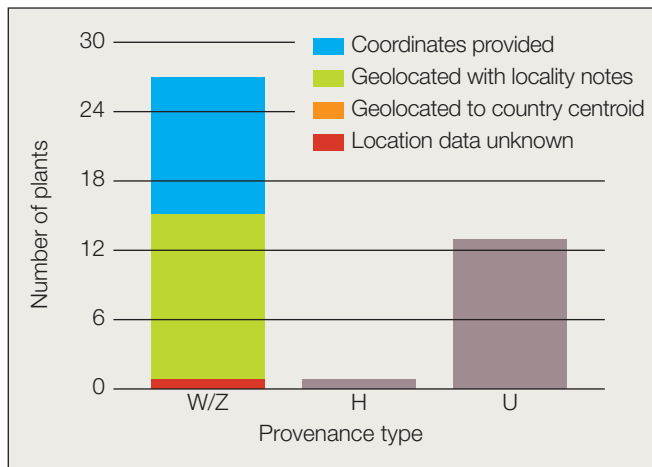 30
24
18
12
6
0
Number of plants
Coordinates provided
Geolocated with locality notes
Geolocated to country centroid
Location data unknown
W/Z H U
Provenance type